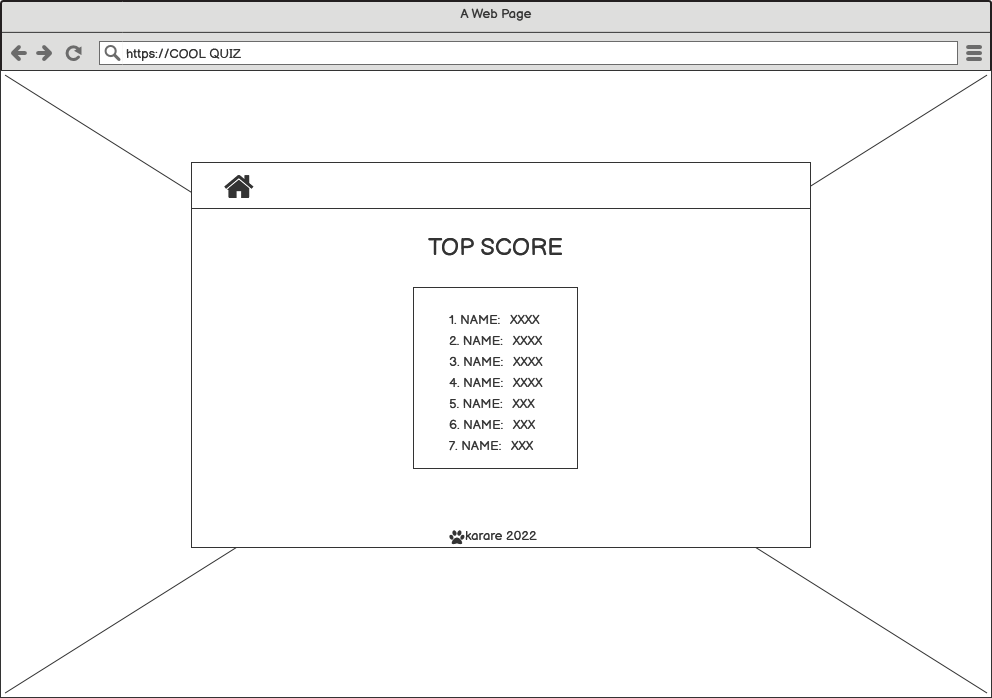 A Web Page
https://COOL QUIZ
TOP SCORE
1. NAME: XXXX
2. NAME: XXXX
3. NAME: XXXX
4. NAME: XXXX
5. NAME: XXX
6. NAME: XXX
7. NAME: XXX
karare 2022